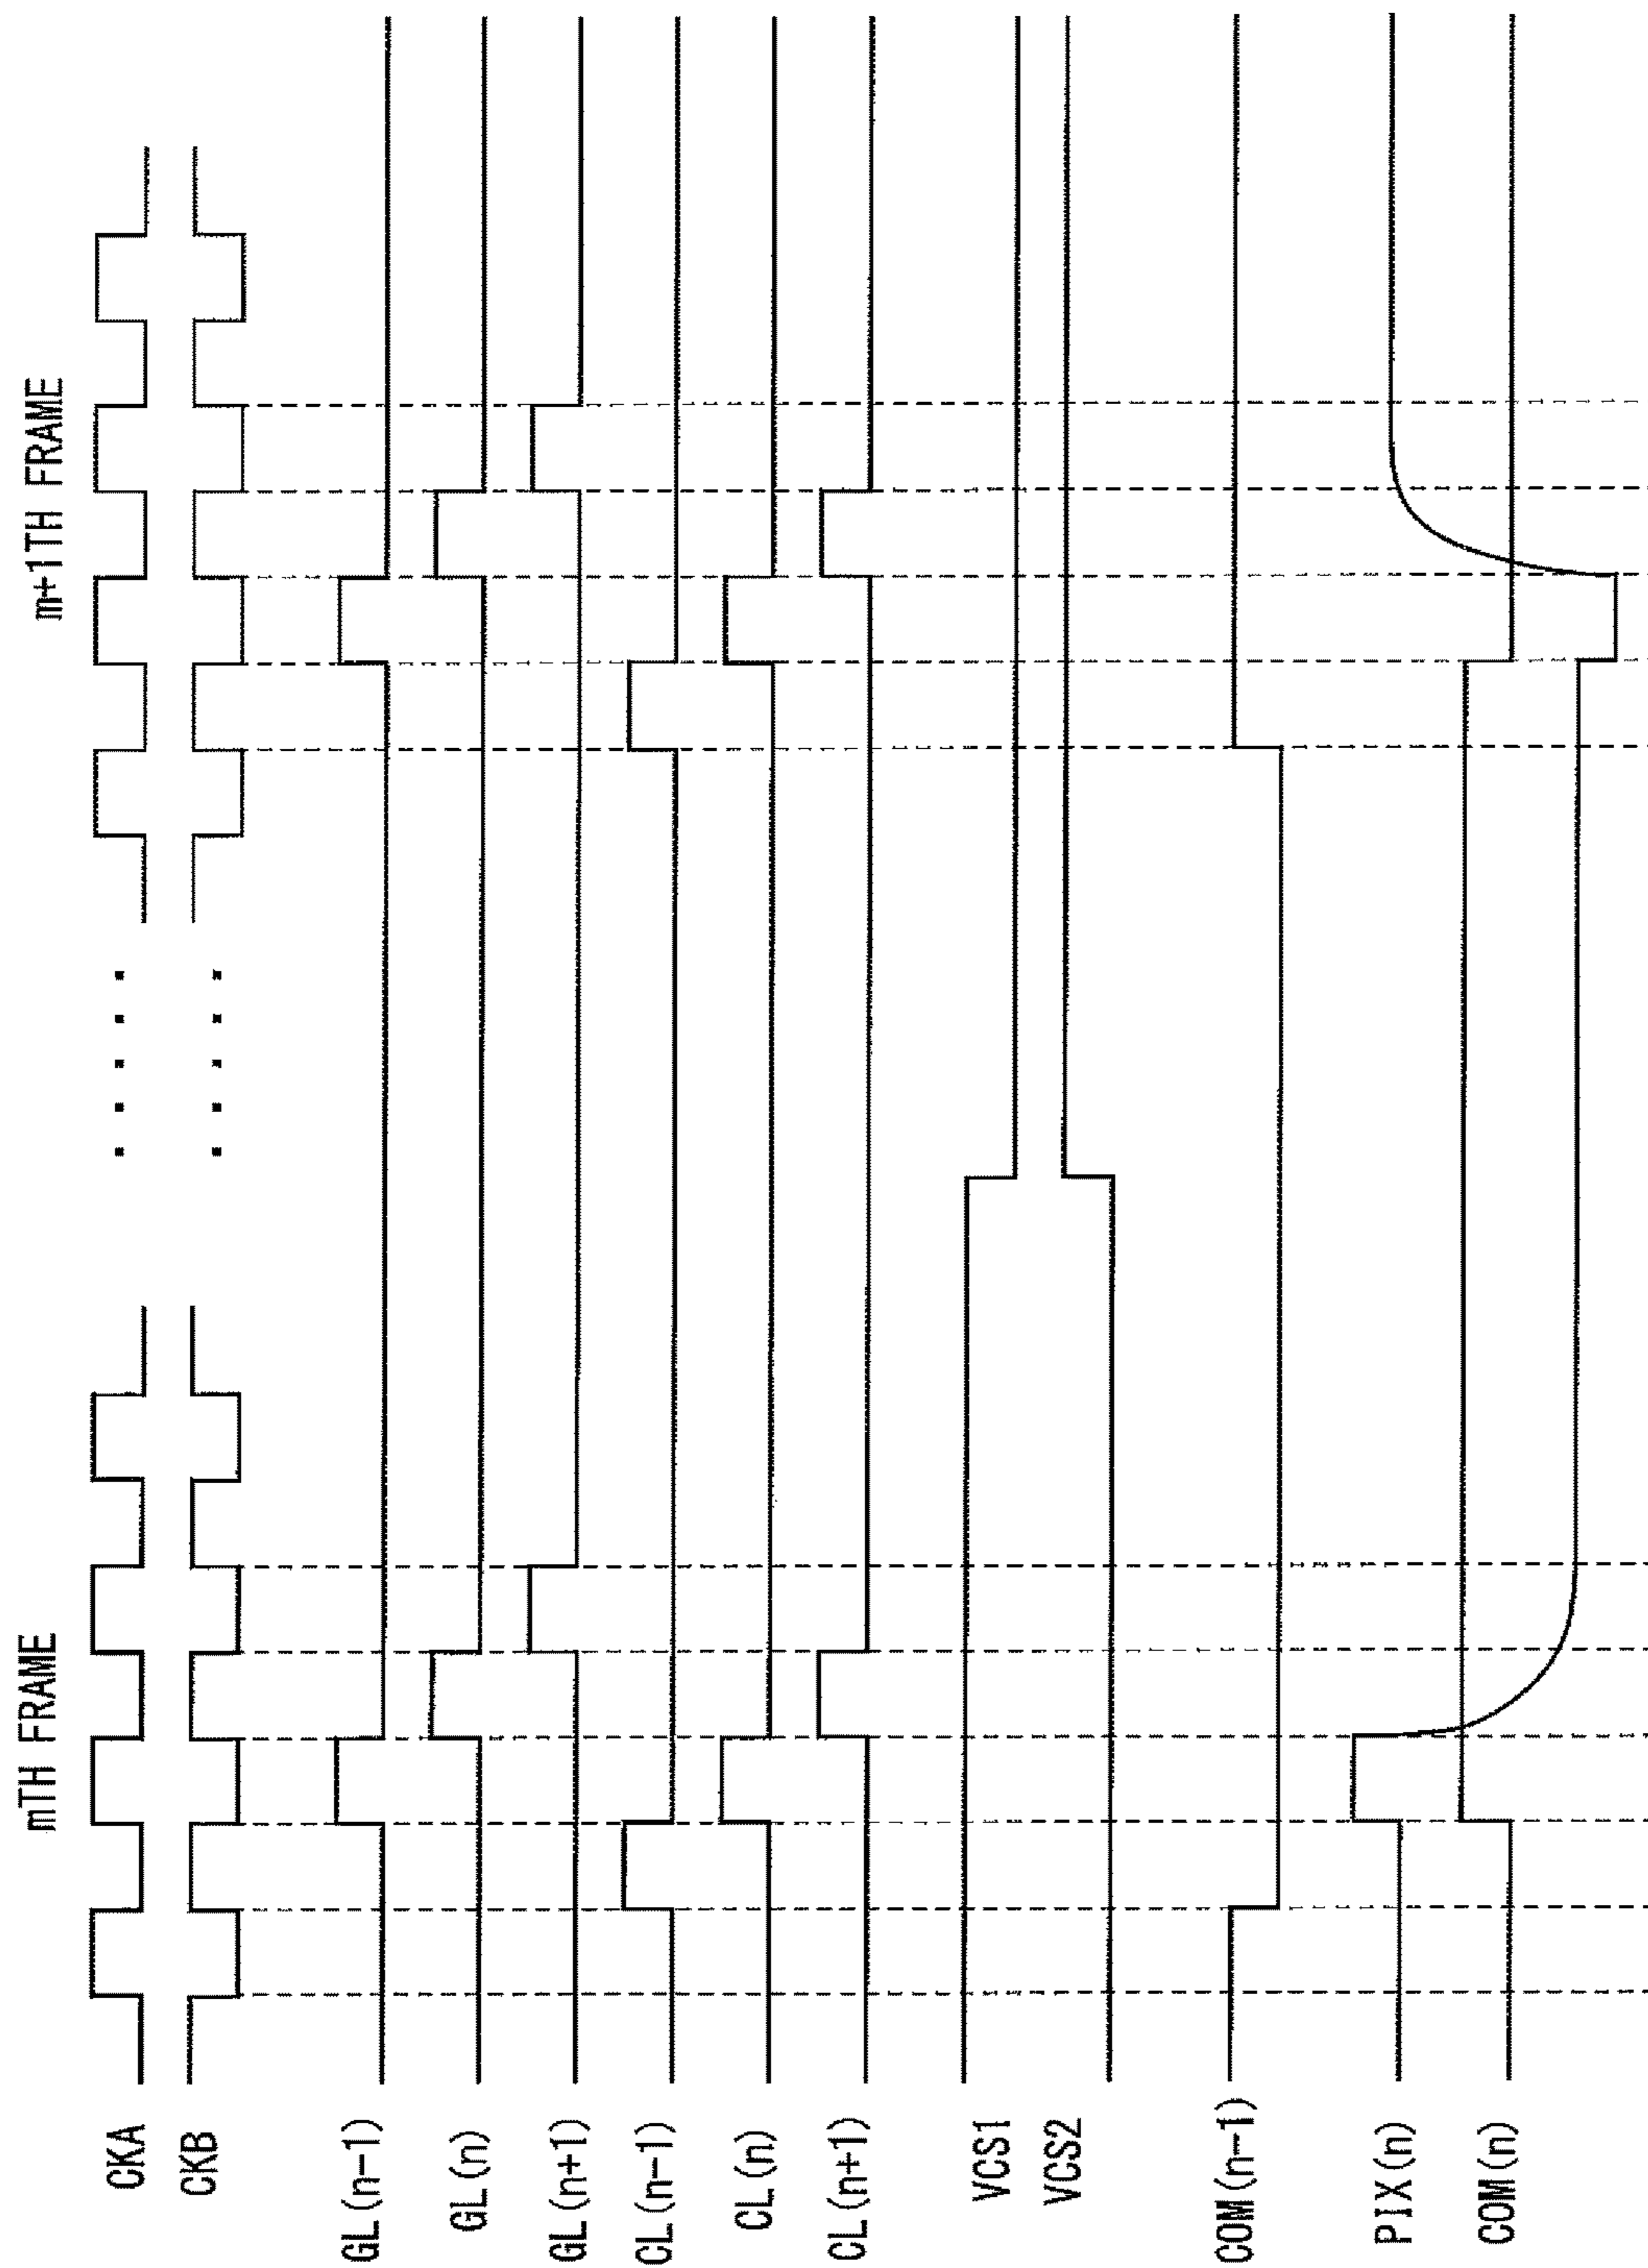 mTH FRAME
m+1TH FRAME
CKA
CKB
GL(n-1)
GL(n)
GL(n+1)
CL(n-1)
CL(n)
CL(n+1)
VCS1
VCS2
COM(n-1)
PIX(n)
COM(n)